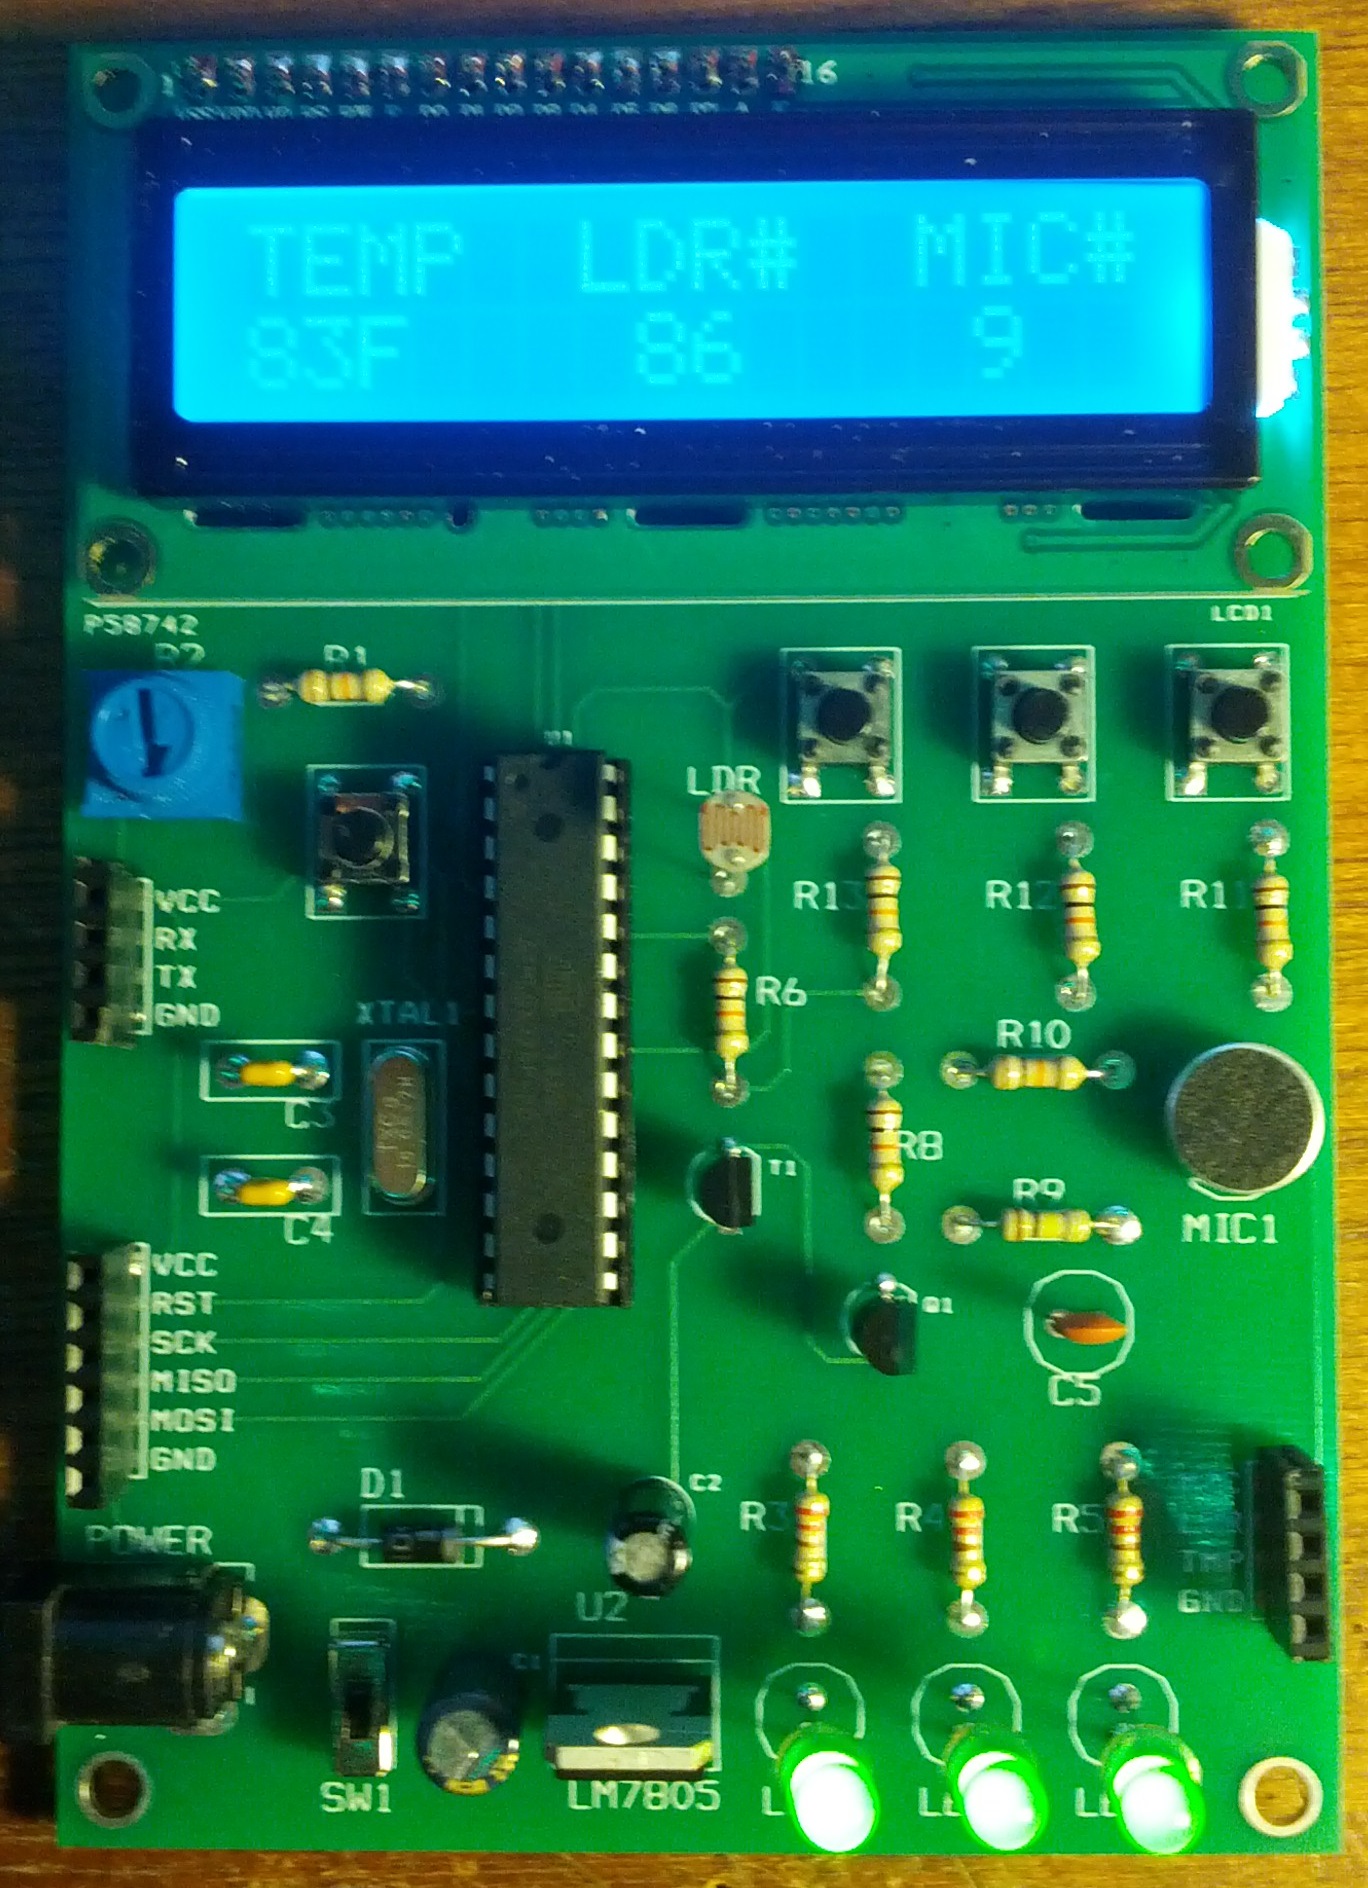 1 16
TEMP LDR# MIC#
83F 86 9
PS8742
LCD1
R2
R1
U1
LDR
VCC
RX
TX
GND
R13
R12
R11
R6
XTAL1
R10
C3
R8
T1
R9
MIC1
C4
VCC
RST
SCK
MISO
MOSI
GND
Q1
C5
D1
C2
R3
R4
R5
POWER
TMP
GND
U2
C1
SW1
LM7805